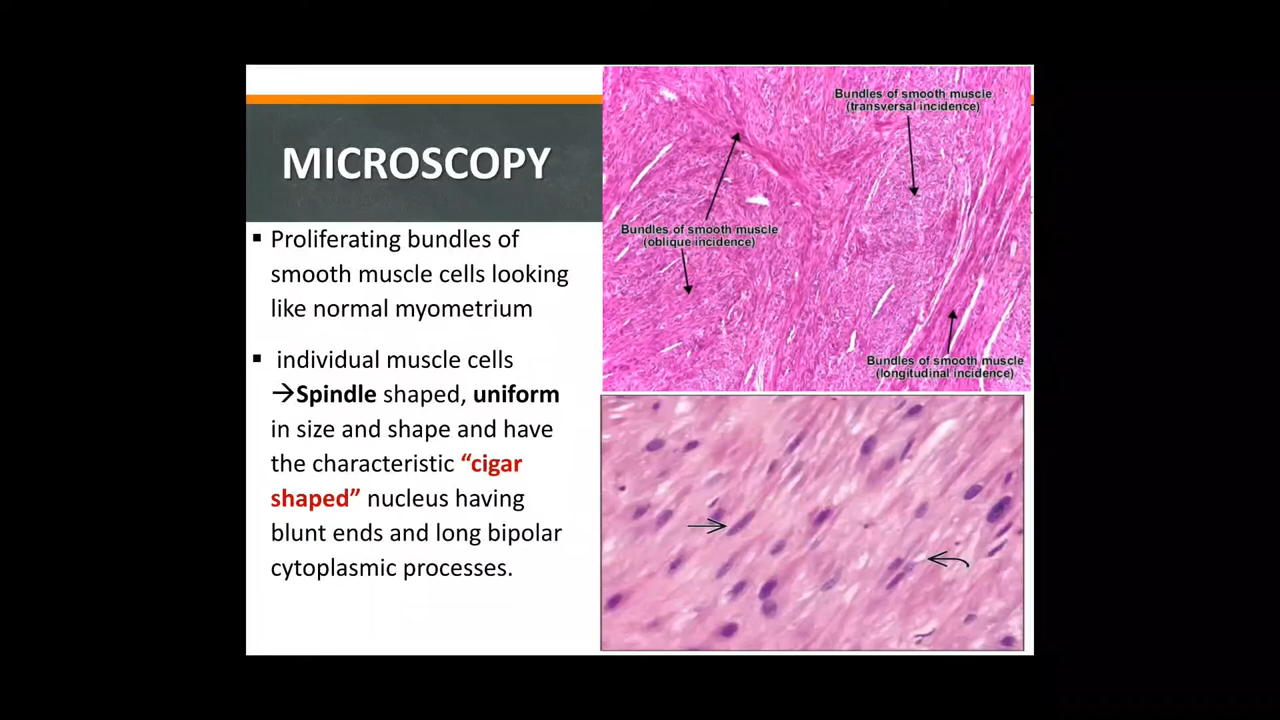 MICROSCOPY
▪ Proliferating bundles of
smooth muscle cells looking
like normal myometrium
▪ individual muscle cells
→Spindle shaped, uniform
in size and shape and have
the characteristic “cigar
shaped” nucleus having
blunt ends and long bipolar
cytoplasmic processes.
Bundles of smooth muscle
(transversal incidence)
Bundles of smooth muscle
(oblique incidence)
Bundles of smooth muscle
(longitudinal incidence)